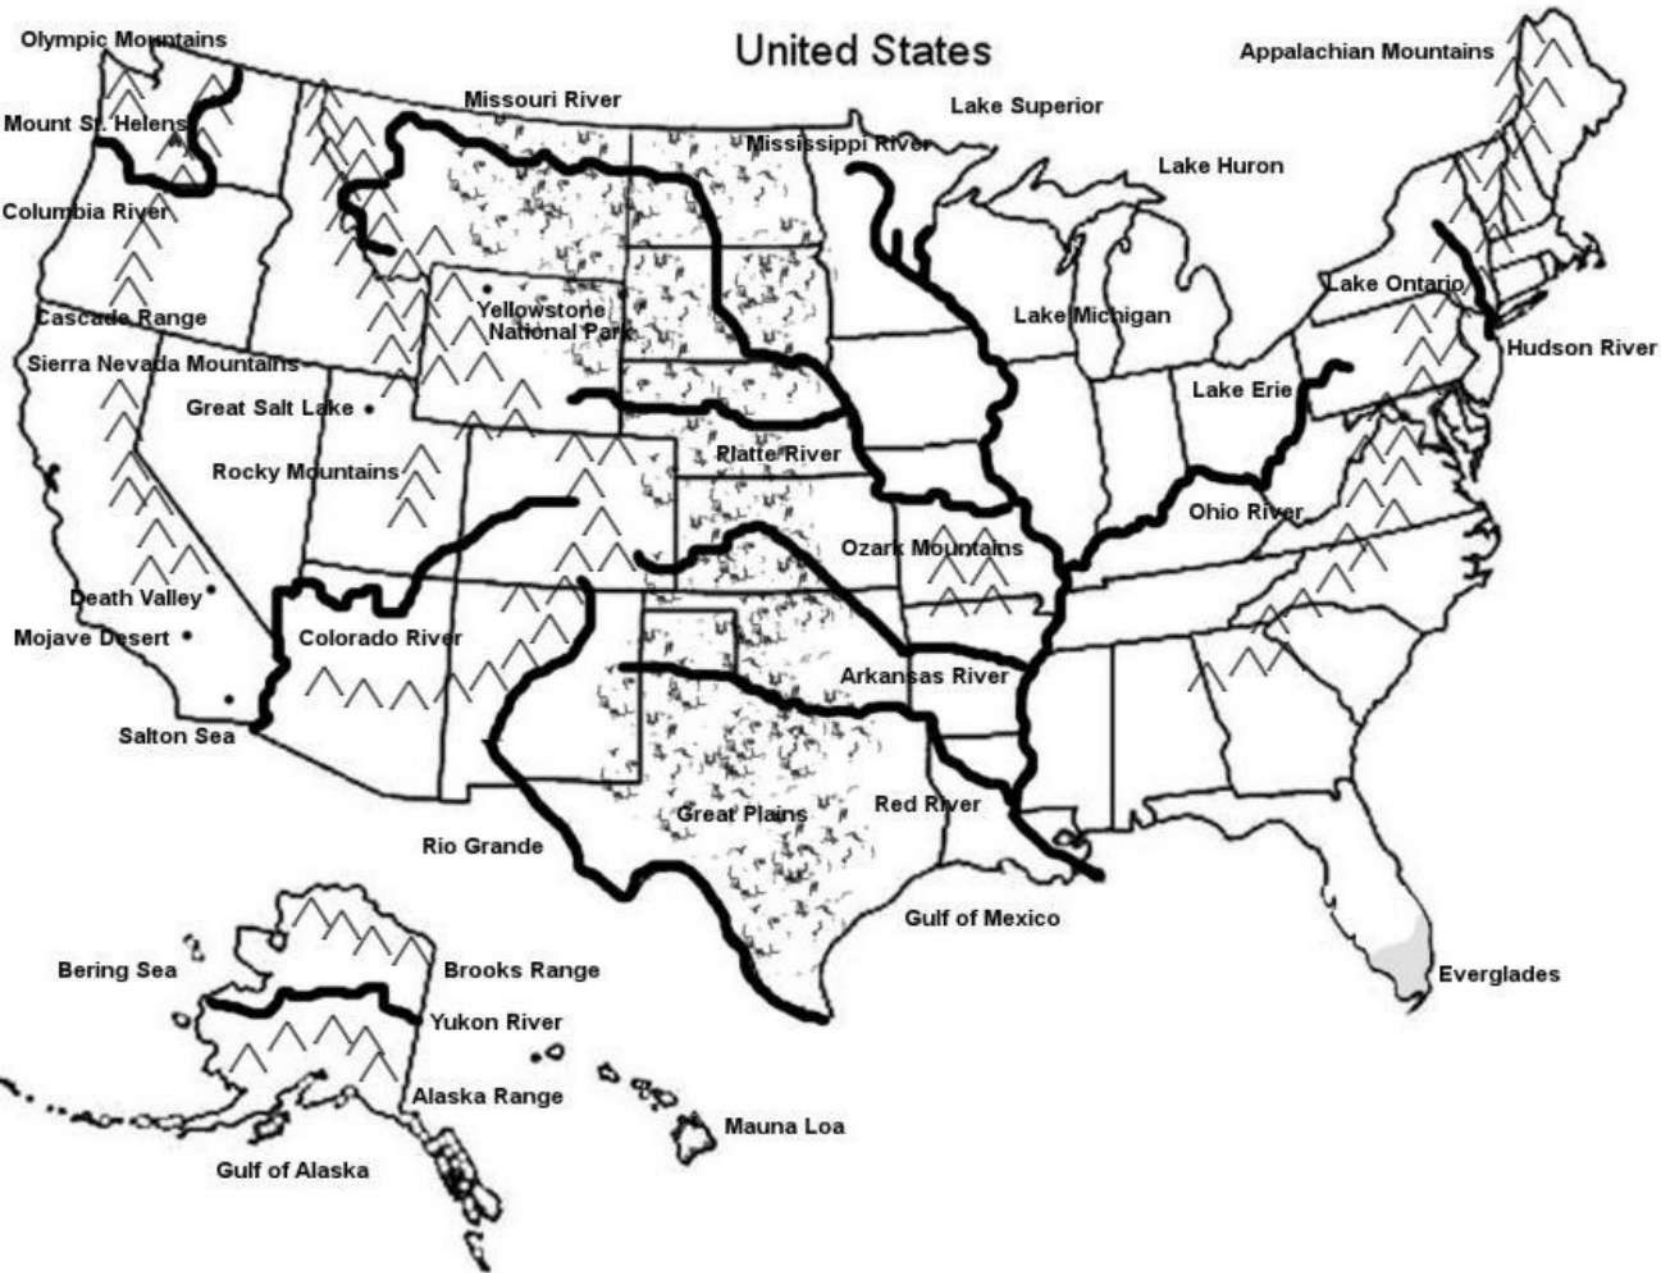 Olympic Mountains
United States
Appalachian Mountains
Missouri River
Lake Superior
Mount St. Helens
Mississippi River
Lake Huron
Columbia River
Lake Ontario
Yellowstone
National Park
Cascade Range
Lake Michigan
Hudson River
Sierra Nevada Mountains
Great Salt Lake
Lake Erie
Platte River
Rocky Mountains
Ohio River
Ozark Mountains
Death Valley
Mojave Desert
Colorado River
Arkansas River
Salton Sea
Red River
Great Plains
Rio Grande
Gulf of Mexico
Bering Sea
Brooks Range
Everglades
Yukon River
Alaska Range
Mauna Loa
Gulf of Alaska